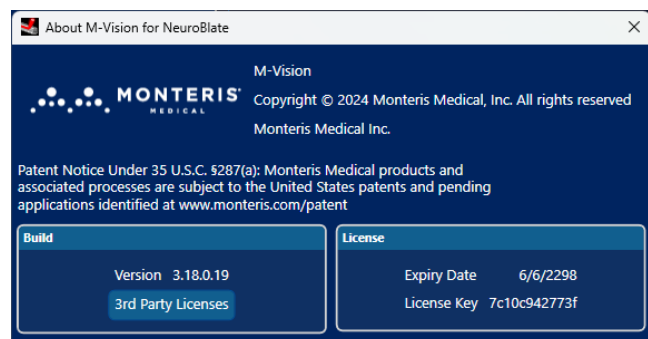 About M-Vision for NeuroBlate
M-Vision
MONTERIS®
MEDICAL
Copyright © 2024 Monteris Medical, Inc. All rights reserved
Monteris Medical Inc.
Patent Notice Under 35 U.S.C. §287(a): Monteris Medical products and
associated processes are subject to the United States patents and pending
applications identified at www.monteris.com/patent
Build
Version 3.18.0.19
3rd Party Licenses
License
Expiry Date 6/6/2298
License Key 7c10c942773f